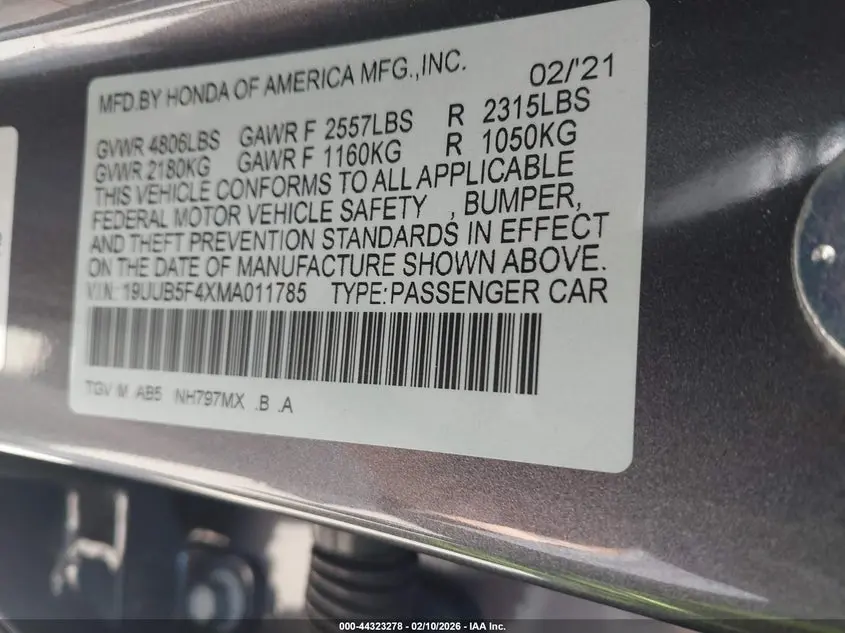 MFD.BY HONDA OF AMERICA MFG.,INC. 02/'21
GVWR 4806LBS GAWR F 2557LBS R 2315LBS
GVWR 2180KG GAWR F 1160KG R 1050KG
THIS VEHICLE CONFORMS TO ALL APPLICABLE
FEDERAL MOTOR VEHICLE SAFETY , BUMPER,
AND THEFT PREVENTION STANDARDS IN EFFECT
ON THE DATE OF MANUFACTURE SHOWN ABOVE.
VIN: 19UUB5F4XMA011785 TYPE:PASSENGER CAR
TGV M AB5 NH797MX .B .A
000-44323278 - 02/10/2026 - IAA Inc.